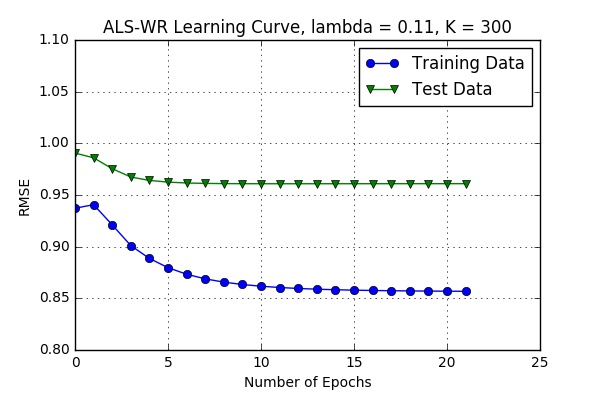 ALS-WR Learning Curve, lambda = 0.11, K = 300
1.10
Training Data
Test Data
1.05
1.00
0.95
0.90
0.85
0.80
RMSE
0 5 10 15 20 25
Number of Epochs